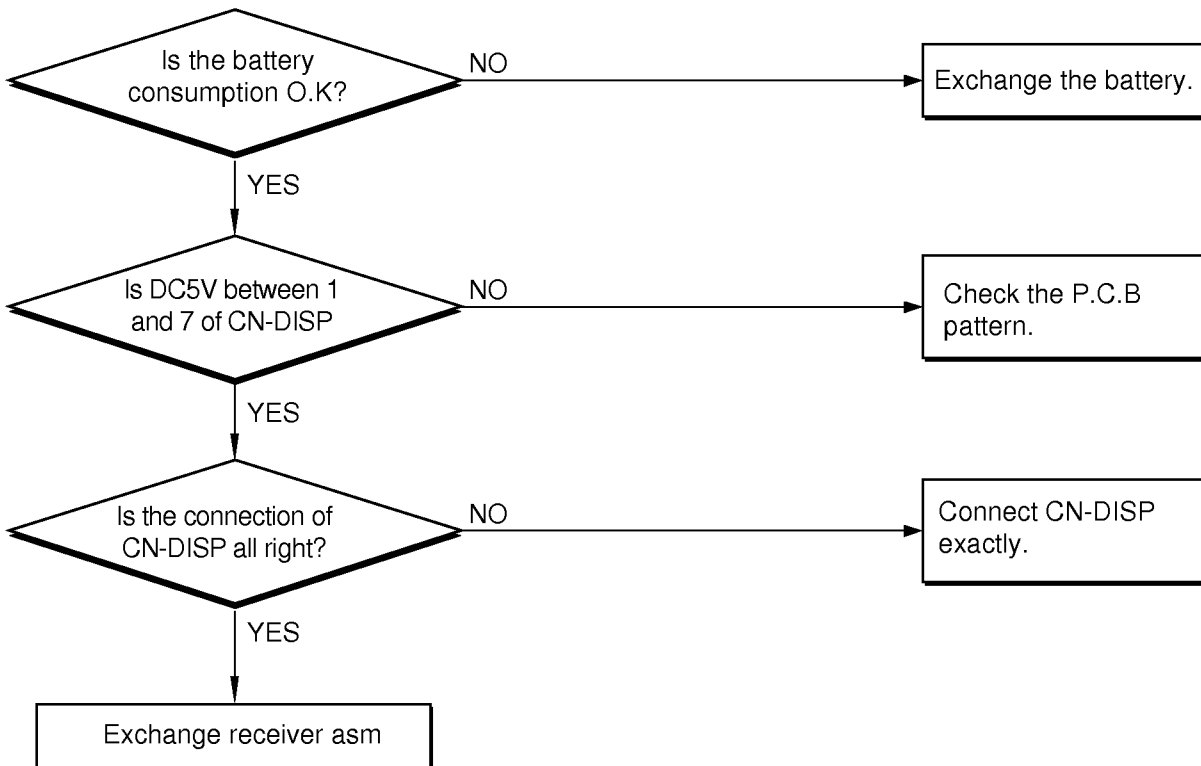 Is the battery
consumption O.K?
NO
Exchange the battery.
YES
Is DC5V between 1
and 7 of CN-DISP
NO
Check the P.C.B
pattern.
YES
Is the connection of
CN-DISP all right?
NO
Connect CN-DISP
exactly.
YES
Exchange receiver asm